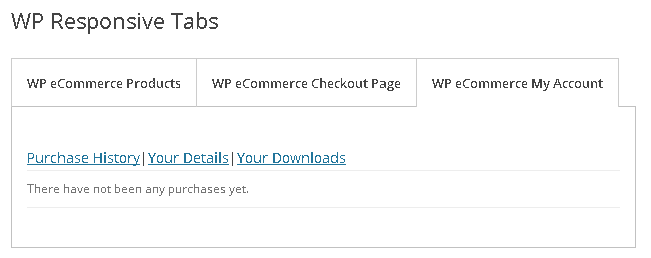 WP Responsive Tabs
WP eCommerce Products WP eCommerce Checkout Page WP eCommerce My Account
Purchase History|Your Details|Your Downloads
There have not been any purchases yet.